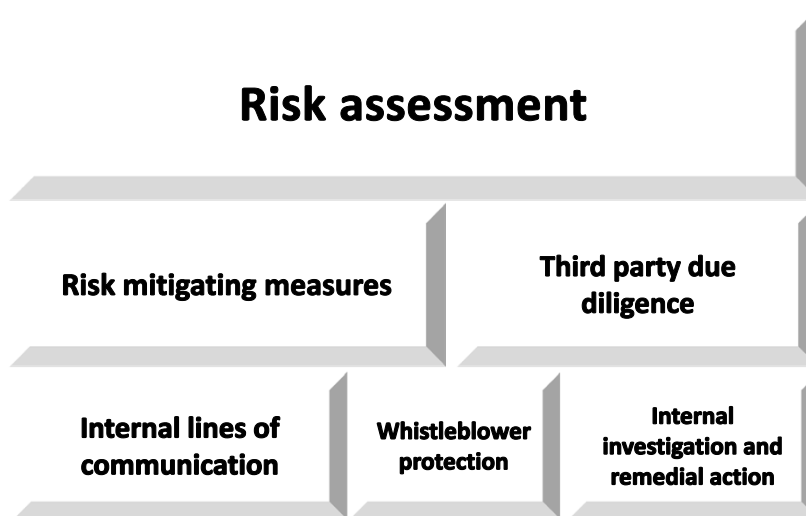 Risk assessment
Risk mitigating measures
Third party due
diligence
Internal lines of
communication
Whistleblower
protection
Internal
investigation and
remedial action